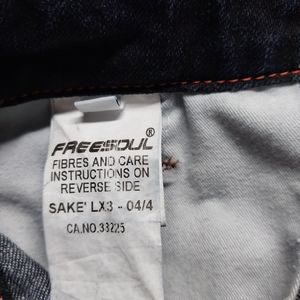 FREESOUL®
FIBRES AND CARE
INSTRUCTIONS ON
REVERSE SIDE
SAKE' LX3 - 04/4
CA.NO.33225